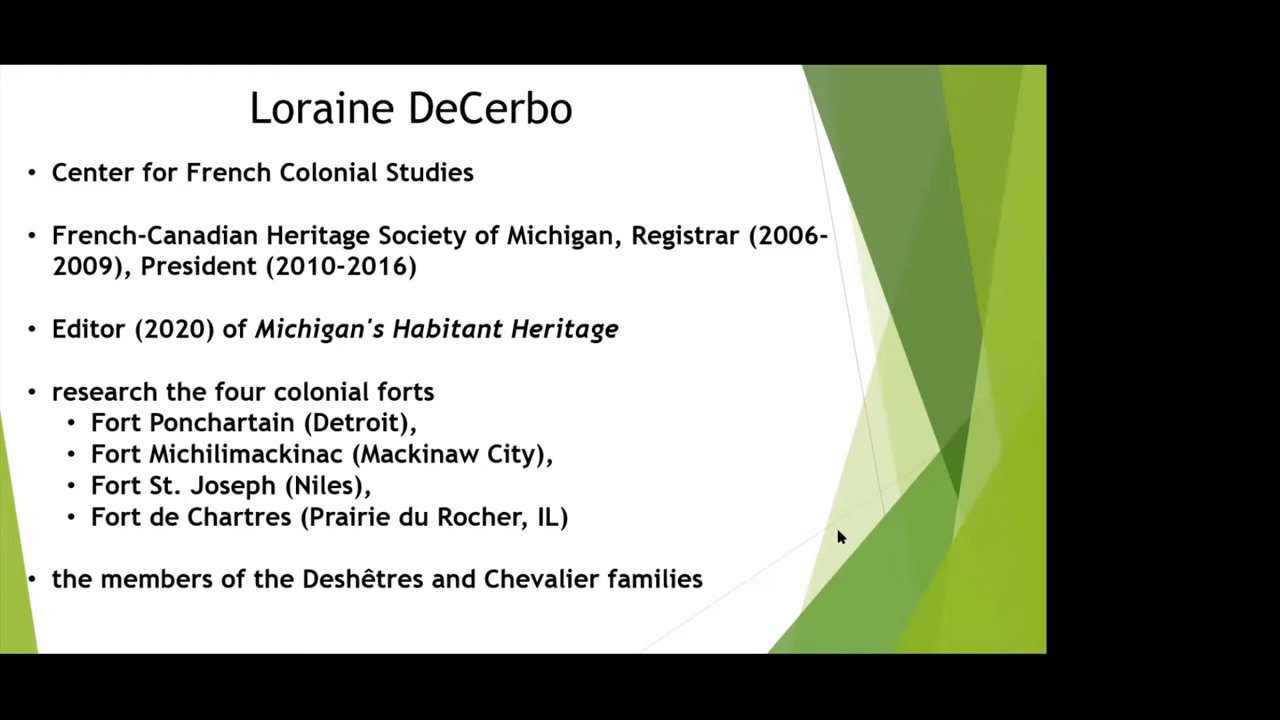 Loraine DeCerbo
• Center for French Colonial Studies
• French-Canadian Heritage Society of Michigan, Registrar (2006-
2009), President (2010-2016)
• Editor (2020) of Michigan's Habitant Heritage
• research the four colonial forts
• Fort Ponchartain (Detroit),
• Fort Michilimackinac (Mackinaw City),
• Fort St. Joseph (Niles),
• Fort de Chartres (Prairie du Rocher, IL)
• the members of the Deshêtres and Chevalier families